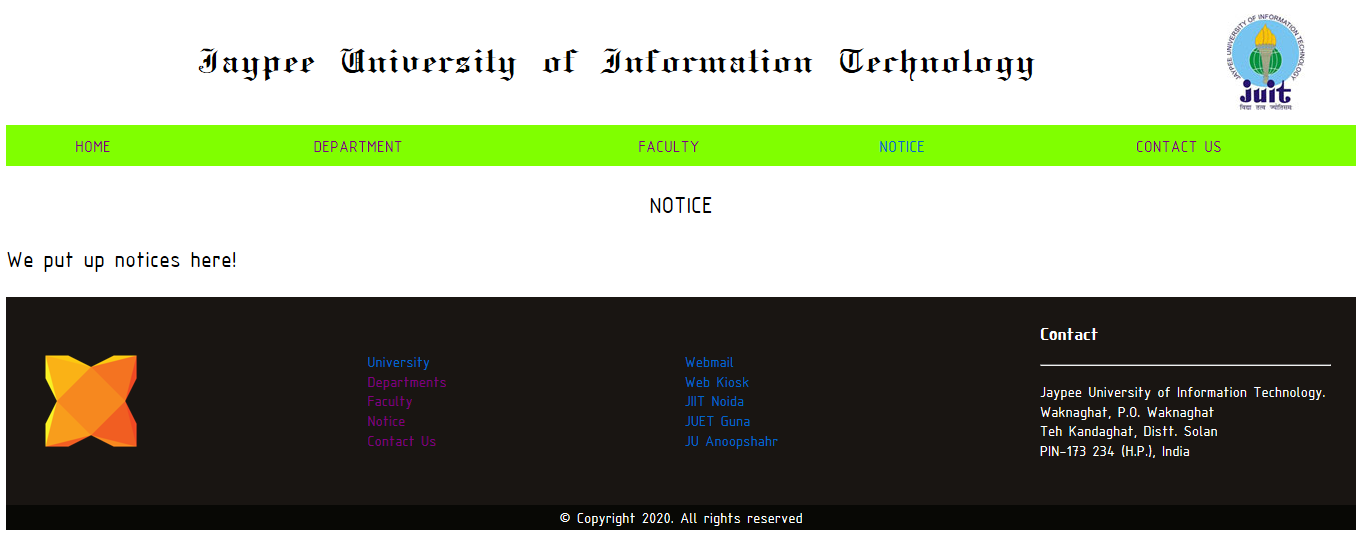 Jaypee University of Information Technology
JAYPEE UNIVERSITY OF INFORMATION TECHNOLOGY
juit
विद्या तत्व ज्योतिसम
HOME DEPARTMENT FACULTY NOTICE CONTACT US
NOTICE
We put up notices here!
University
Departments
Faculty
Notice
Contact Us
Webmail
Web Kiosk
JIIT Noida
JUET Guna
JU Anoopshahr
Contact
Jaypee University of Information Technology.
Waknaghat, P.O. Waknaghat
Teh Kandaghat, Distt. Solan
PIN-173 234 (H.P.), India
© Copyright 2020. All rights reserved